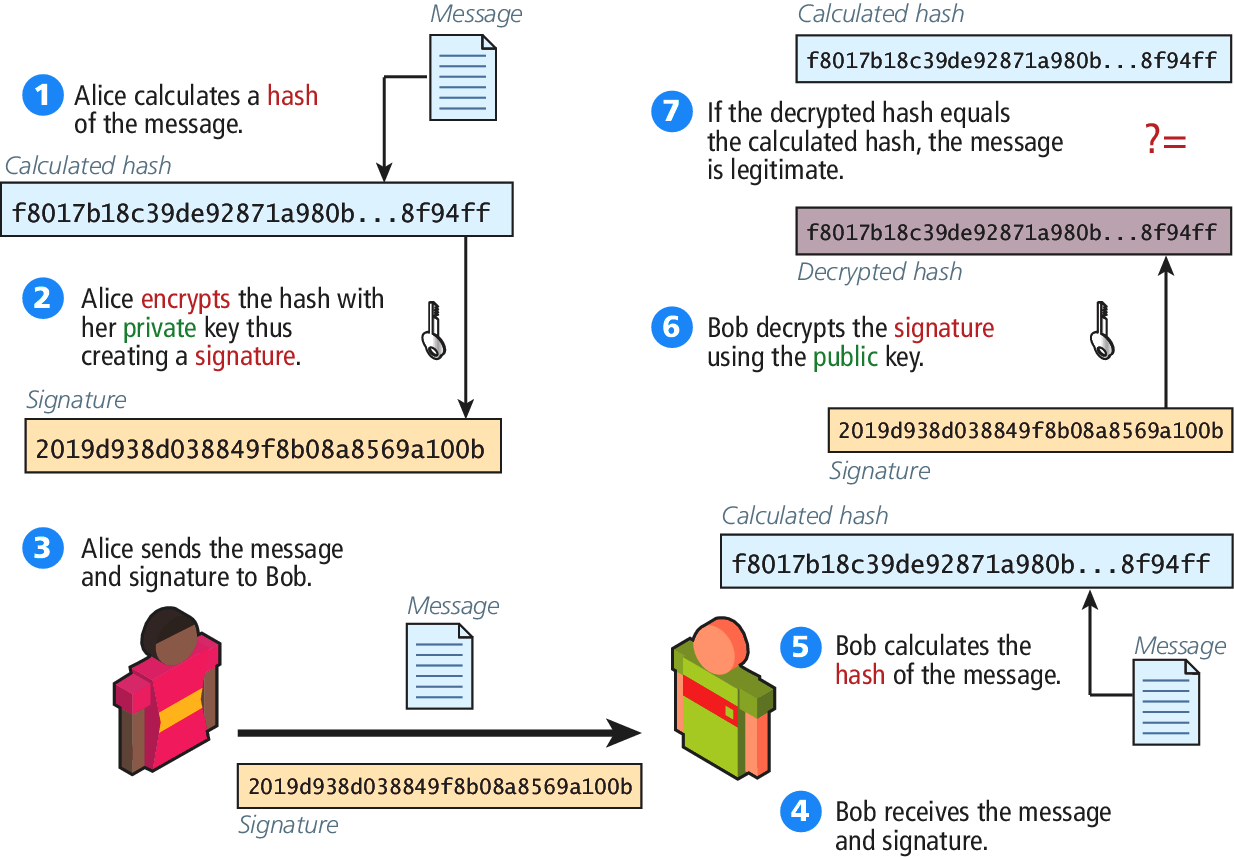 Message
1
Alice calculates a hash
of the message.
Calculated hash
f8017b18c39de92871a980b...8f94ff
2
Alice encrypts the hash with
her private key thus
creating a signature.
Signature
2019d938d038849f8b08a8569a100b
3
Alice sends the message
and signature to Bob.
Message
2019d938d038849f8b08a8569a100b
Signature
4
Bob receives the message
and signature.
5
Bob calculates the
hash of the message.
Message
Calculated hash
f8017b18c39de92871a980b...8f94ff
6
Bob decrypts the signature
using the public key.
2019d938d038849f8b08a8569a100b
Signature
7
If the decrypted hash equals
the calculated hash, the message
is legitimate.
Calculated hash
f8017b18c39de92871a980b...8f94ff
?=
f8017b18c39de92871a980b...8f94ff
Decrypted hash